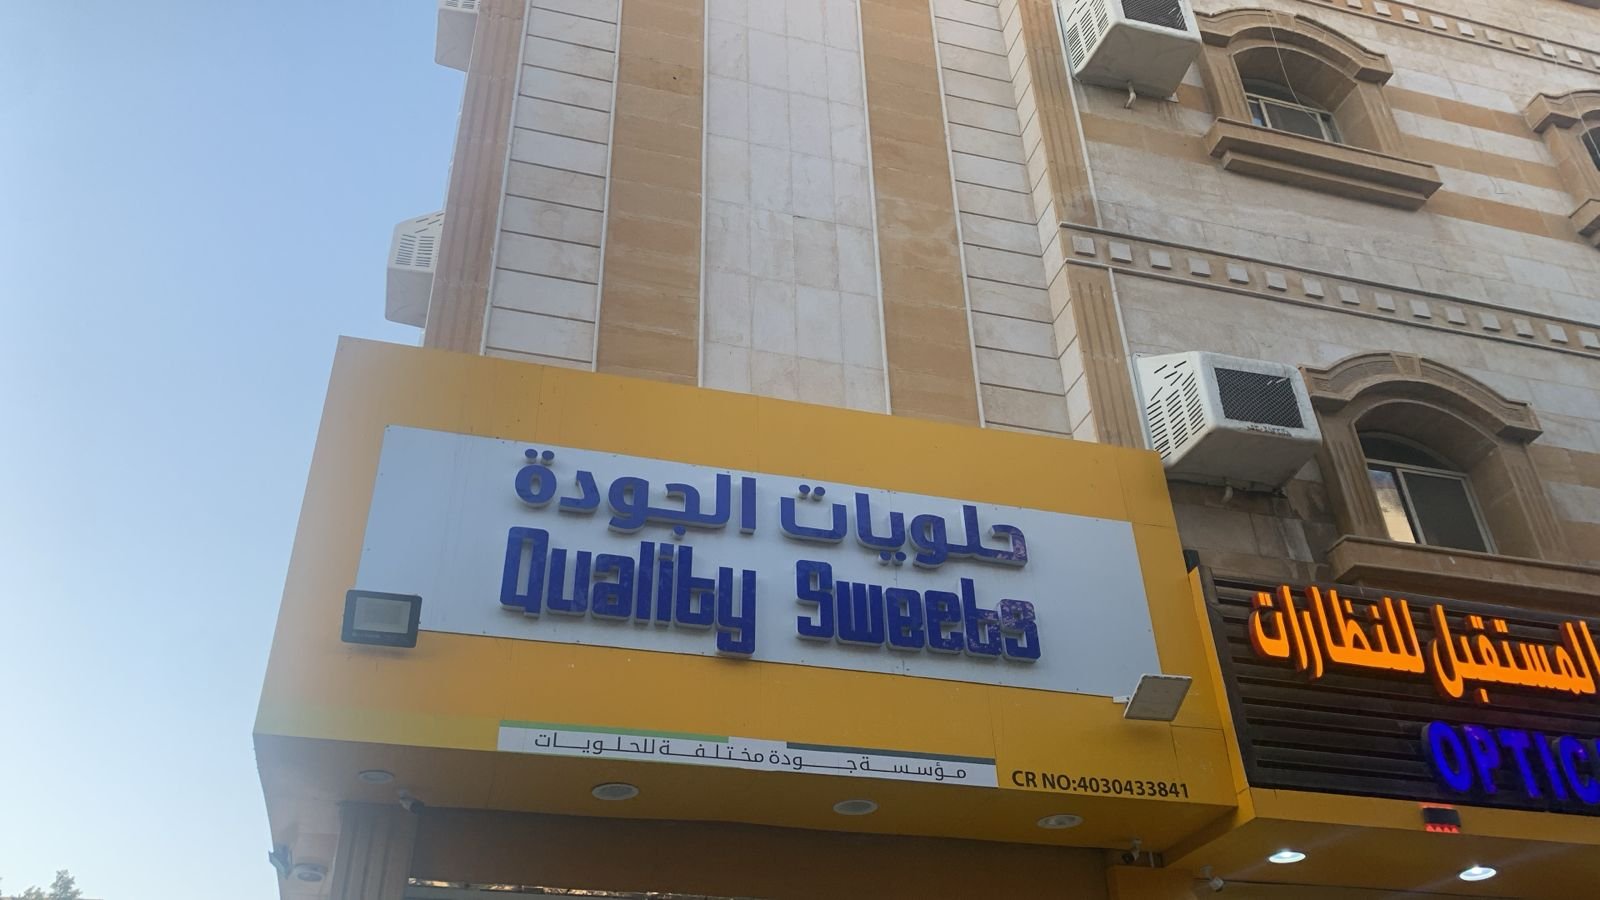 حلويات الجودة
Quality Sweets
مؤسسة جودة مختلفة للحلويات
CR NO:4030433841
المستقبل للنظارات
OPTIC